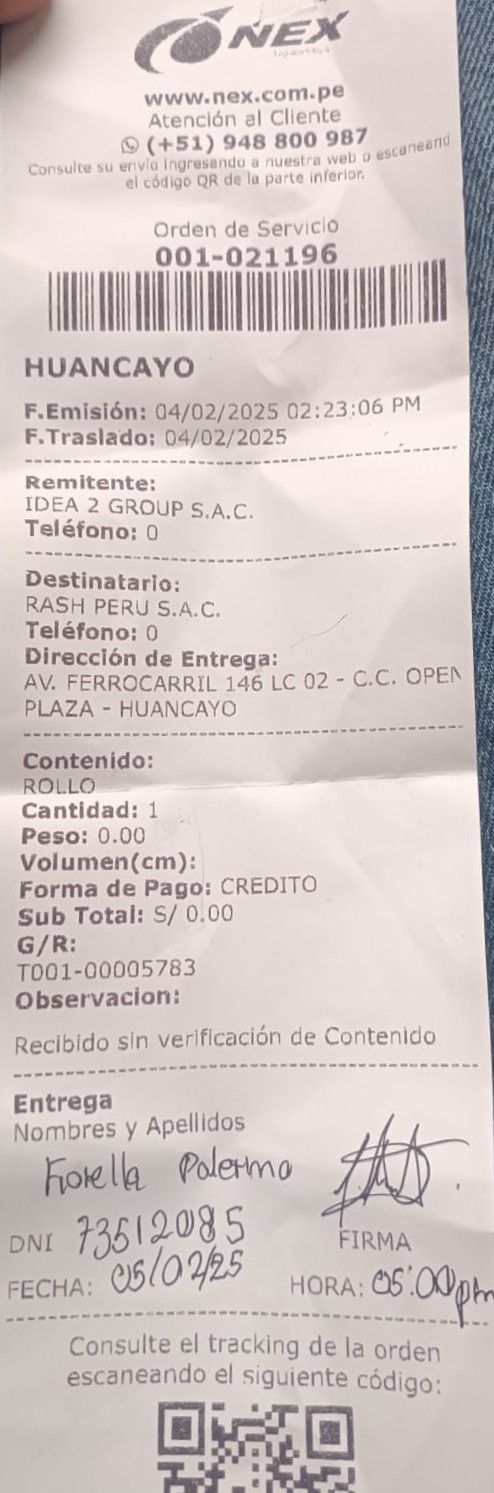 NEX
www.nex.com.pe
Atención al Cliente
(+51) 948 800 987
Consulte su envío ingresando a nuestra web o escaneand
el código QR de la parte inferior.
Orden de Servicio
001-021196
HUANCAYO
F.Emisión: 04/02/2025 02:23:06 PM
F.Traslado: 04/02/2025
Remitente:
IDEA 2 GROUP S.A.C.
Teléfono: 0
Destinatario:
RASH PERU S.A.C.
Teléfono: 0
Dirección de Entrega:
AV. FERROCARRIL 146 LC 02 - C.C. OPEN
PLAZA - HUANCAYO
Contenido:
ROLLO
Cantidad: 1
Peso: 0.00
Volumen(cm):
Forma de Pago: CREDITO
Sub Total: S/ 0.00
G/R:
T001-00005783
Observacion:
Recibido sin verificación de Contenido
Entrega
Nombres y Apellidos
Fiorella Palermo
DNI 73512085
FIRMA
FECHA: 05/02/25 HORA: 05:00pm
Consulte el tracking de la orden
escaneando el siguiente código: